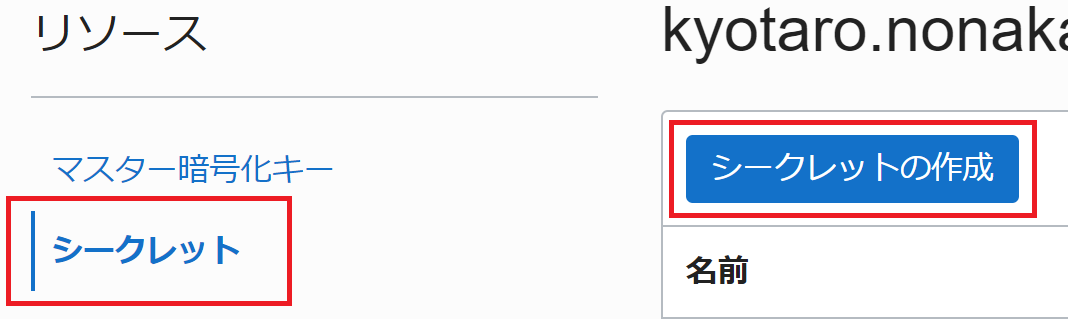 リソース
マスター暗号化キー
シークレット
kyotaro.nonaka
シークレットの作成
名前